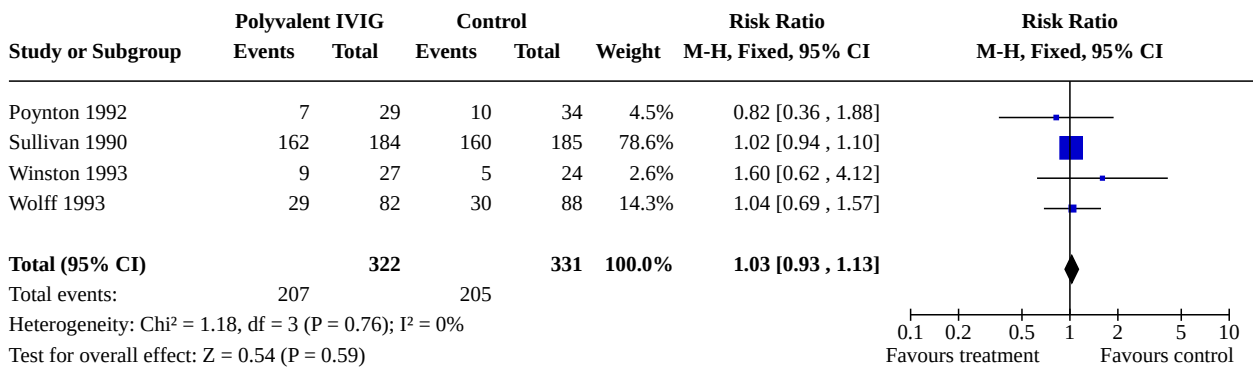 Polyvalent IVIG Control Risk Ratio Risk Ratio
Study or Subgroup Events Total Events Total Weight M-H, Fixed, 95% CI M-H, Fixed, 95% CI
Poynton 1992 7 29 10 34 4.5% 0.82 [0.36 , 1.88]
Sullivan 1990 162 184 160 185 78.6% 1.02 [0.94 , 1.10]
Winston 1993 9 27 5 24 2.6% 1.60 [0.62 , 4.12]
Wolff 1993 29 82 30 88 14.3% 1.04 [0.69 , 1.57]
Total (95% CI) 322 331 100.0% 1.03 [0.93 , 1.13]
Total events: 207 205
Heterogeneity: Chi² = 1.18, df = 3 (P = 0.76); I² = 0%
0.1 0.2 0.5 1 2 5 10
Test for overall effect: Z = 0.54 (P = 0.59) Favours treatment Favours control